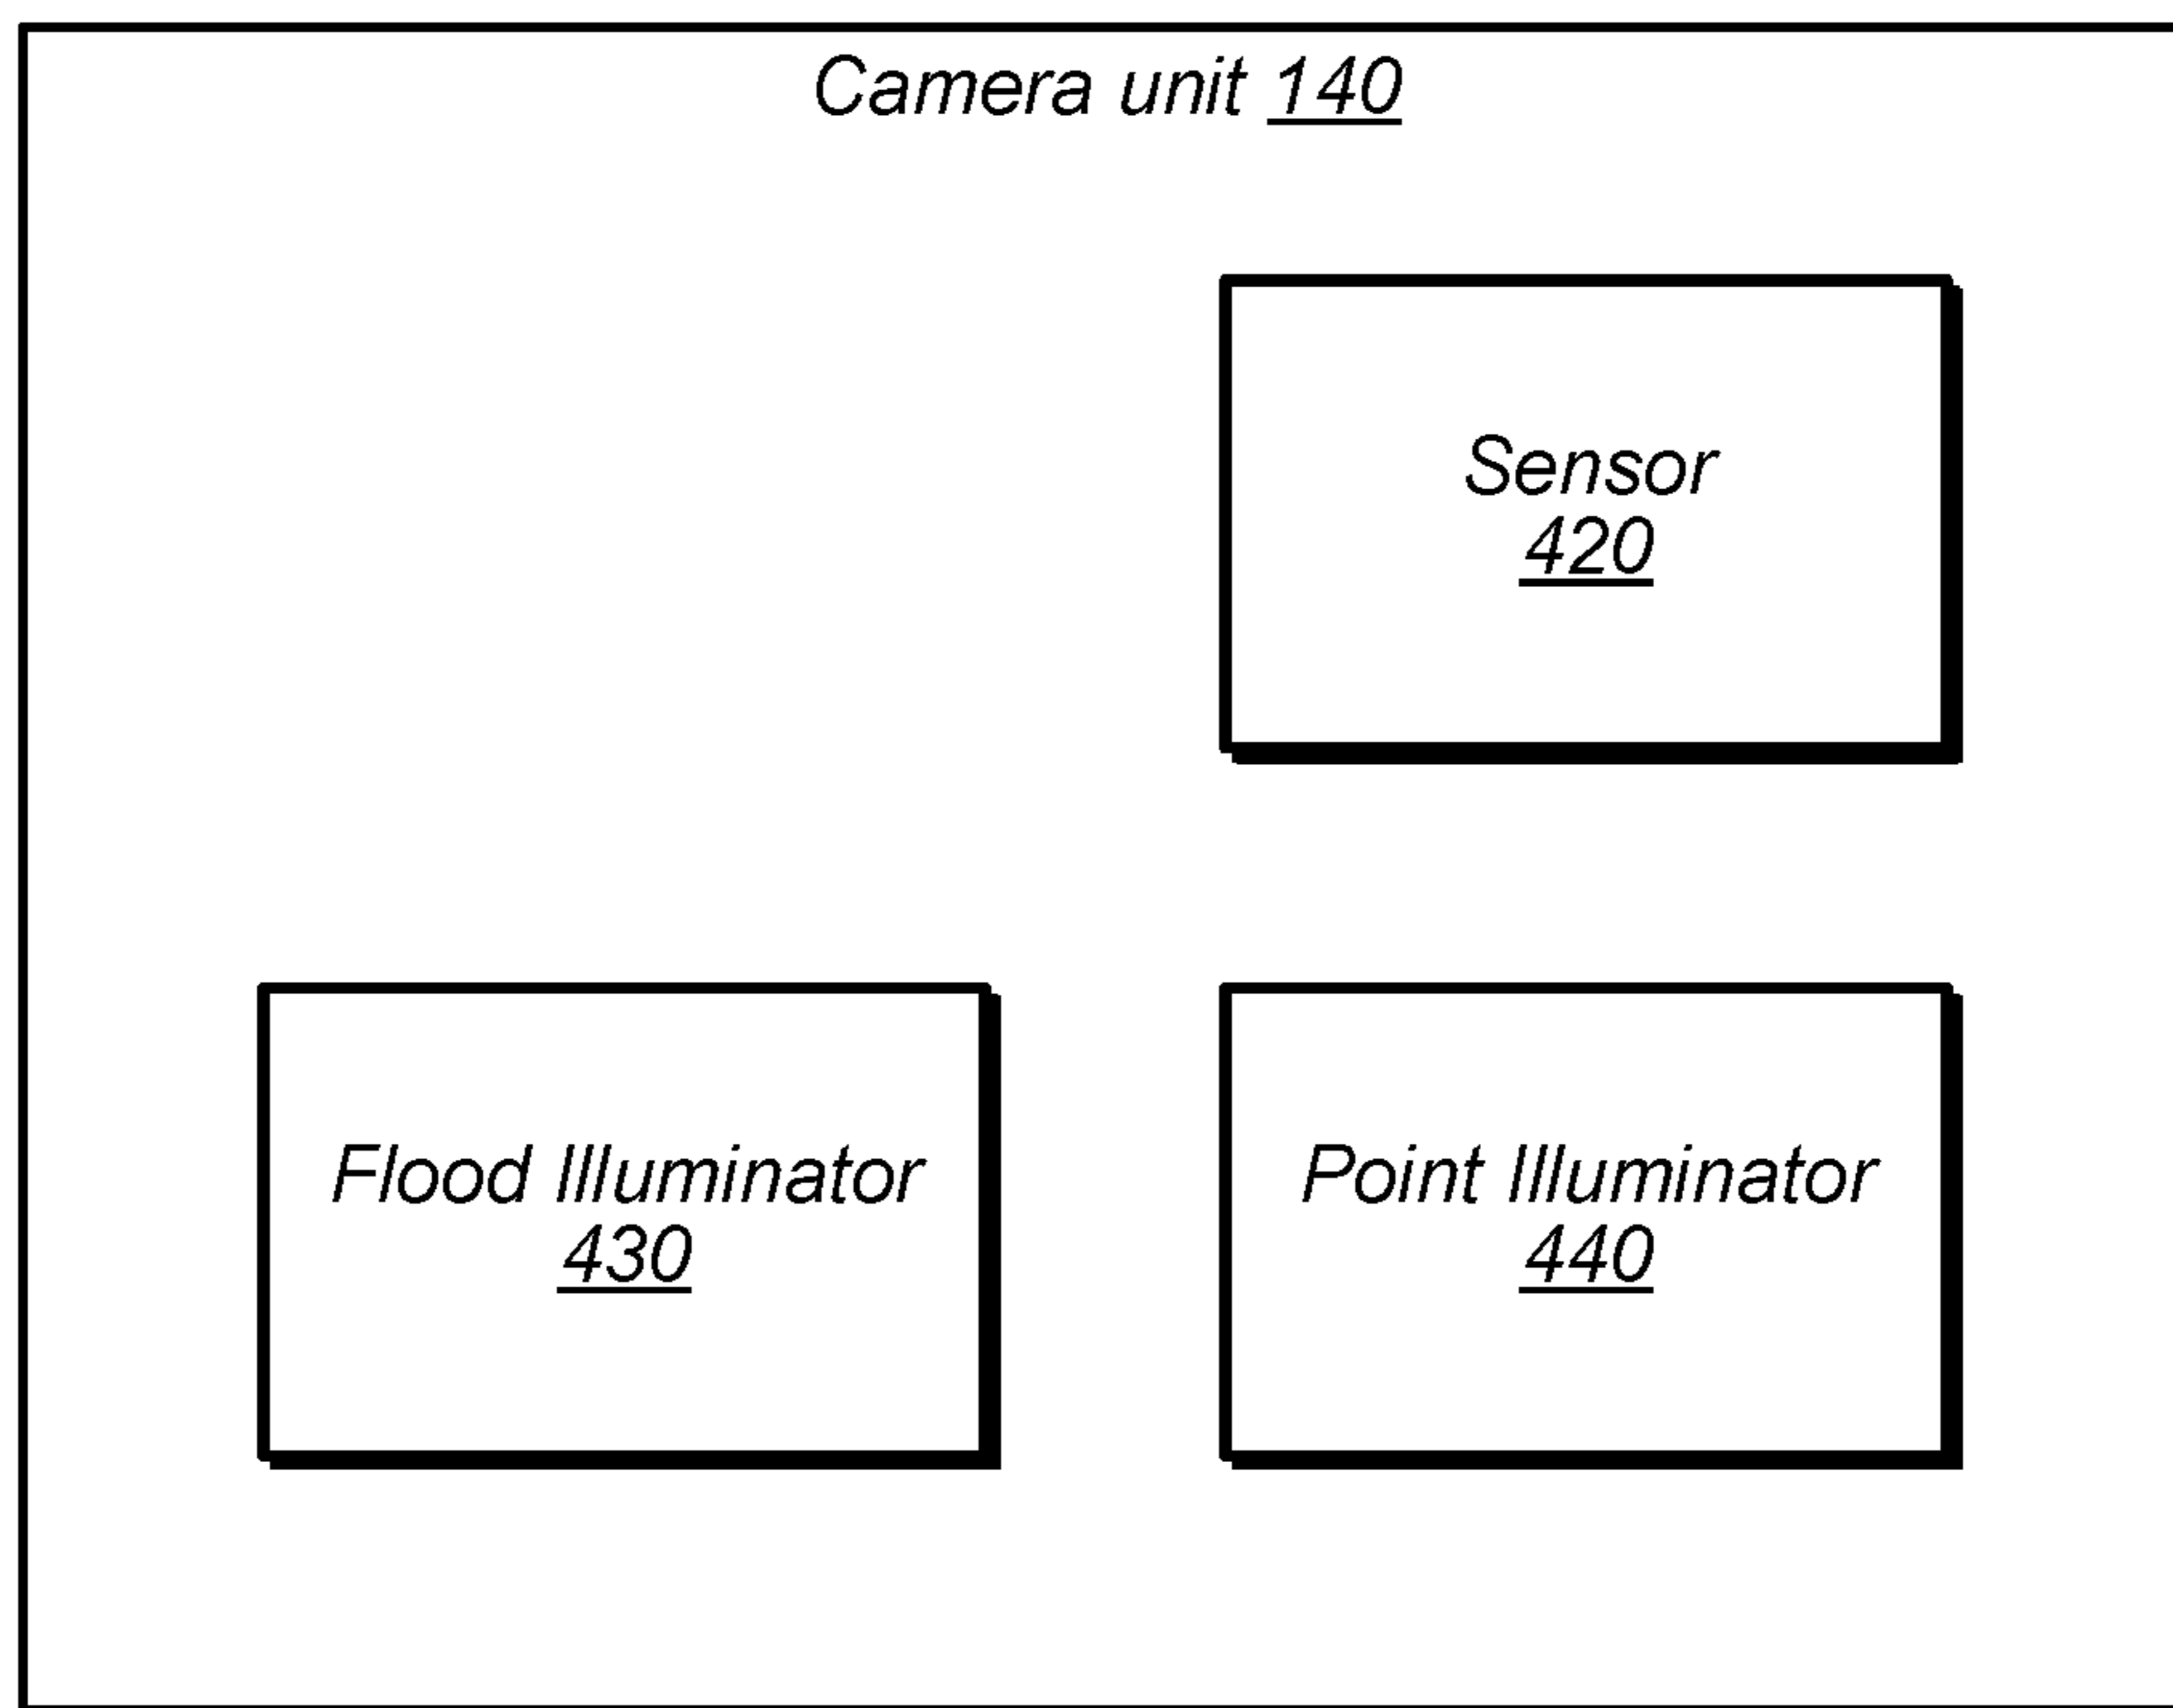 Camera unit 140
Sensor
420
Flood Illuminator
430
Point Illuminator
440